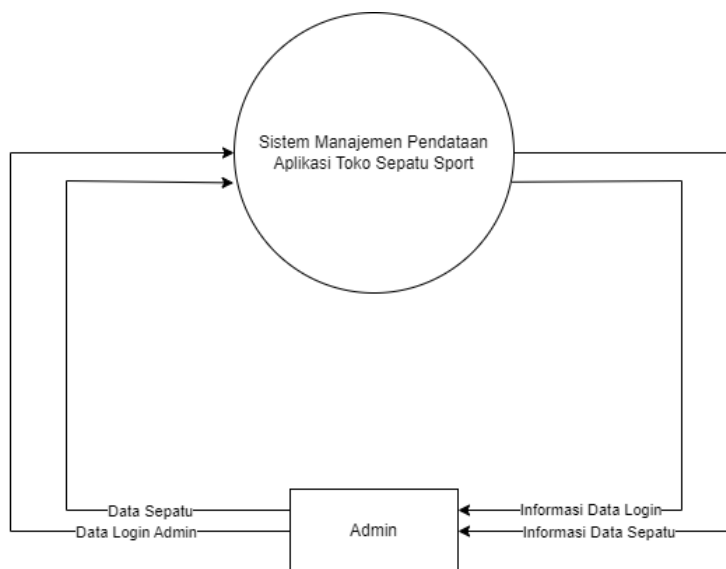 Sistem Manajemen Pendataan
Aplikasi Toko Sepatu Sport
Data Sepatu
Informasi Data Login
Data Login Admin
Admin
Informasi Data Sepatu